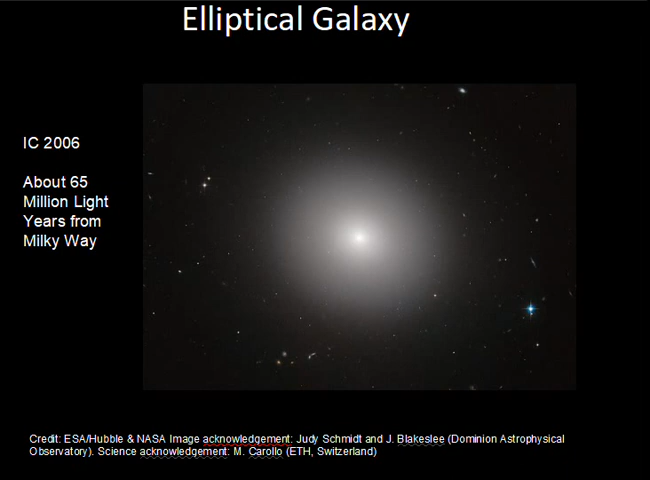 Elliptical Galaxy
IC 2006
About 65
Million Light
Years from
Milky Way
Credit: ESA/Hubble & NASA Image acknowledgement: Judy Schmidt and J. Blakeslee (Dominion Astrophysical
Observatory). Science acknowledgement: M. Carollo (ETH, Switzerland)